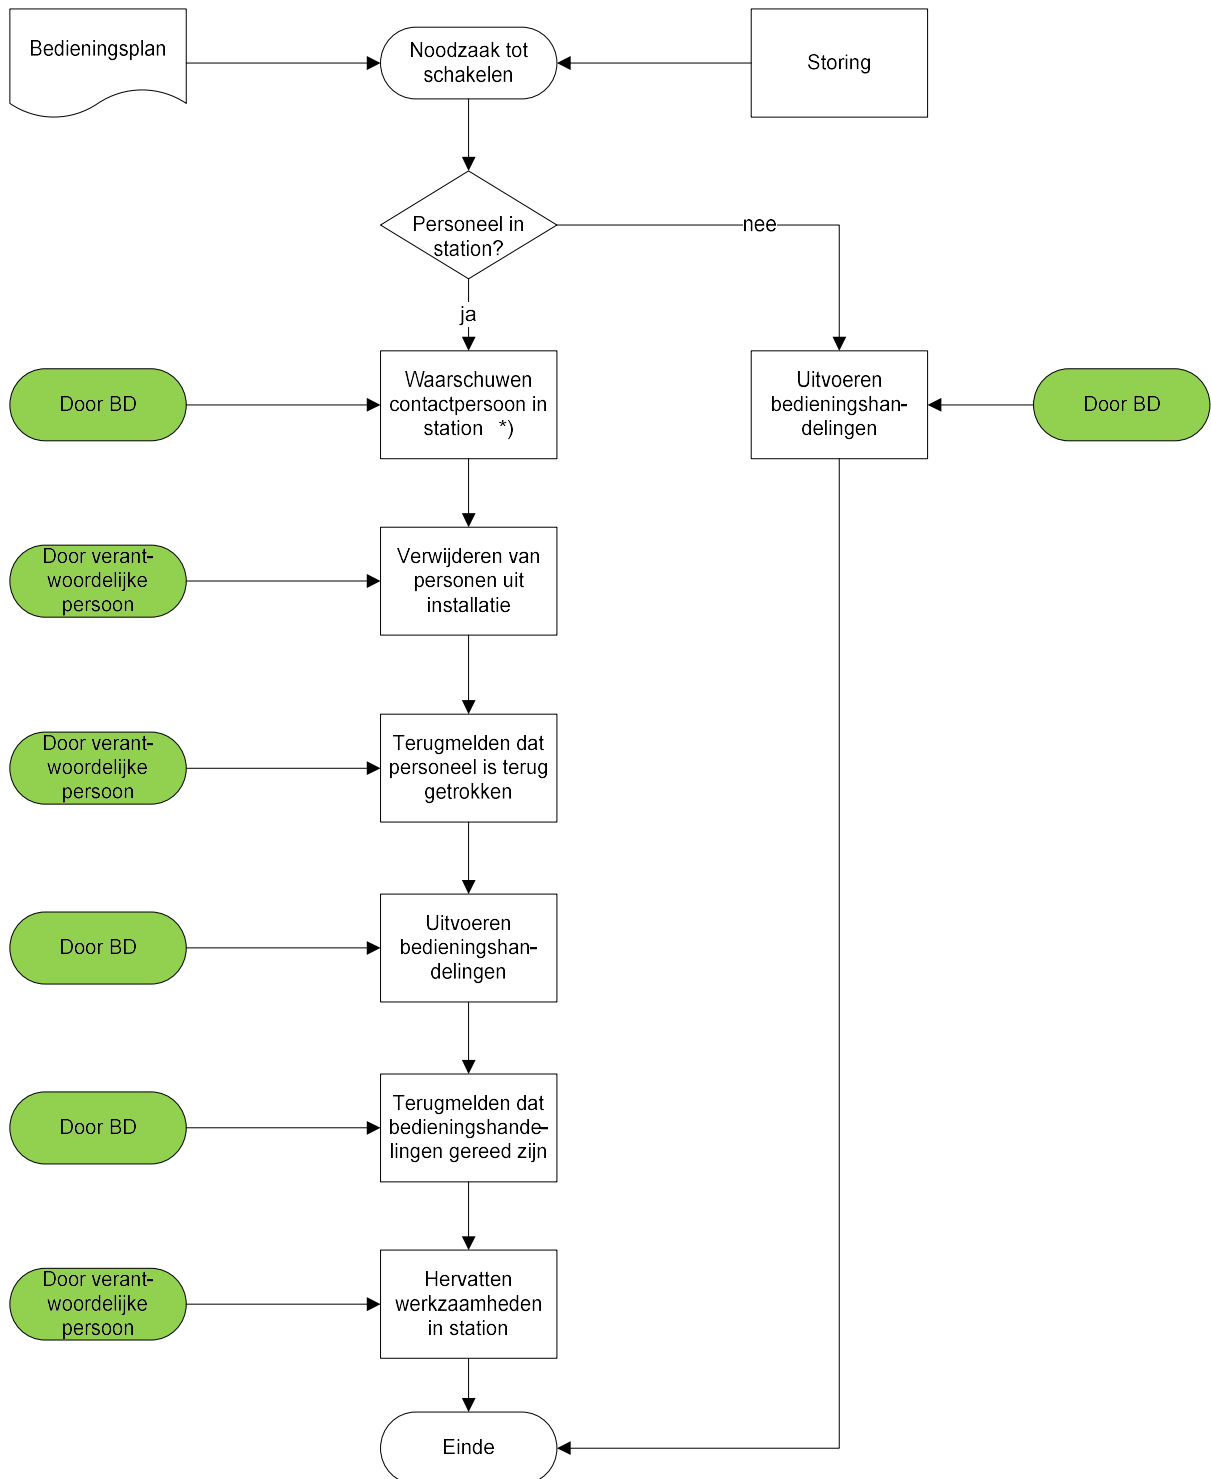 Bedieningsplan
Noodzaak tot
schakelen
Storing
Personeel in
station?
nee
ja
Door BD
Waarschuwen
contactpersoon in
station *)
Uitvoeren
bedieningshan-
delingen
Door BD
Door verant-
woordelijke
persoon
Verwijderen van
personen uit
installatie
Door verant-
woordelijke
persoon
Terugmelden dat
personeel is terug
getrokken
Door BD
Uitvoeren
bedieningshan-
delingen
Door BD
Terugmelden dat
bedieningshande-
lingen gereed zijn
Door verant-
woordelijke
persoon
Hervatten
werkzaamheden
in station
Einde